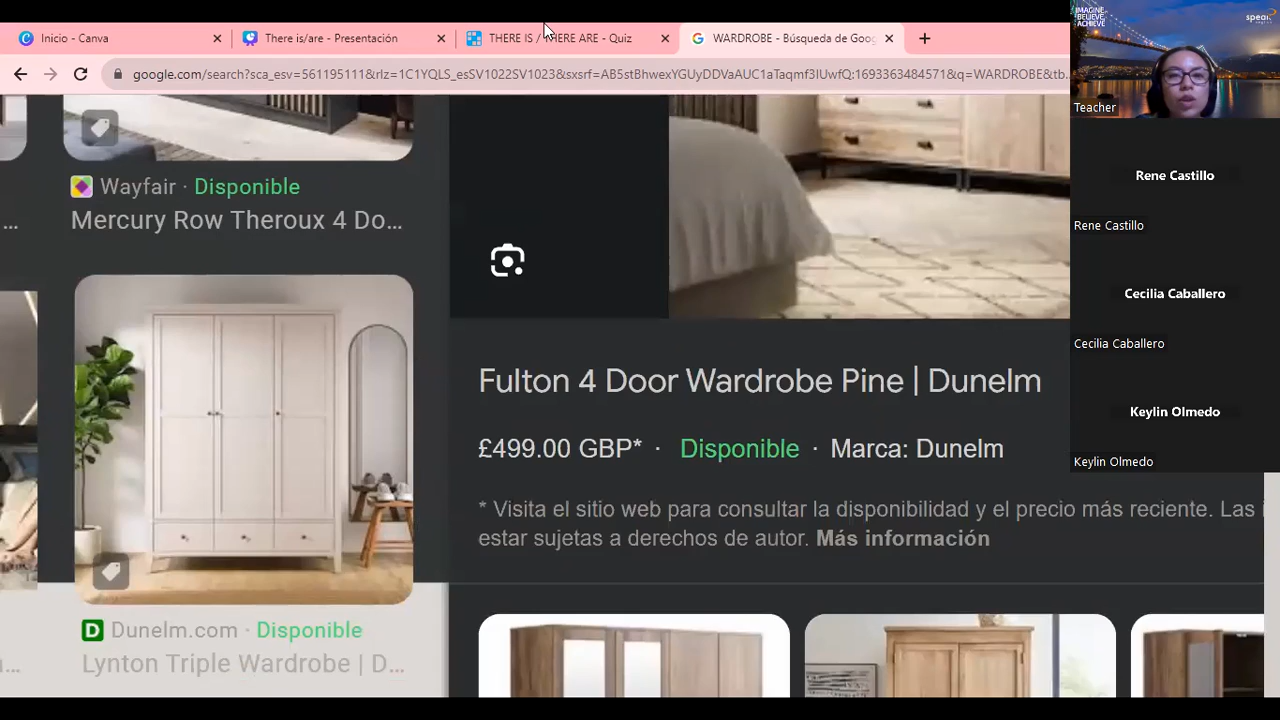 Inicio - Canva
There is/are - Presentación
THERE IS / THERE ARE - Quiz
WARDROBE - Búsqueda de Goog
google.com/search?sca_esv=561195111&rlz=1C1YQLS_esSV1022SV1023&sxsrf=AB5stBhwexYGUyDDVaAUC1aTaqmf3IUwfQ:1693363484571&q=WARDROBE&tb
Wayfair · Disponible
Mercury Row Theroux 4 Do...
Dunelm.com · Disponible
Lynton Triple Wardrobe | D...
Fulton 4 Door Wardrobe Pine | Dunelm
£499.00 GBP* · Disponible · Marca: Dunelm
* Visita el sitio web para consultar la disponibilidad y el precio más reciente. Las
estar sujetas a derechos de autor. Más información
IMAGINE
BELIEVE
ACHIEVE
speak
Teacher
Rene Castillo
Rene Castillo
Cecilia Caballero
Cecilia Caballero
Keylin Olmedo
Keylin Olmedo